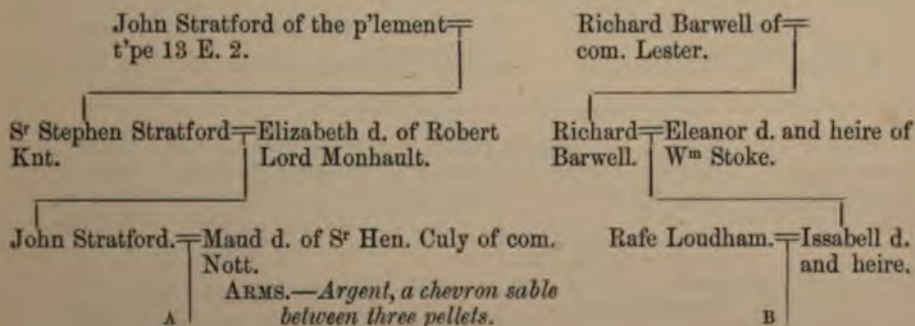 John Stratford of the p'lement
t'pe 13 E. 2.
Richard Barwell of
com. Lester.
Sʳ Stephen Stratford
Knt.
Elizabeth d. of Robert
Lord Monhault.
Richard
Barwell.
Eleanor d. and heire of
Wᵐ Stoke.
John Stratford.
Maud d. of Sʳ Hen. Culy of com.
Nott.
ARMS.—Argent, a chevron sable
between three pellets.
A
Rafe Loudham.
Issabell d.
and heire.
B